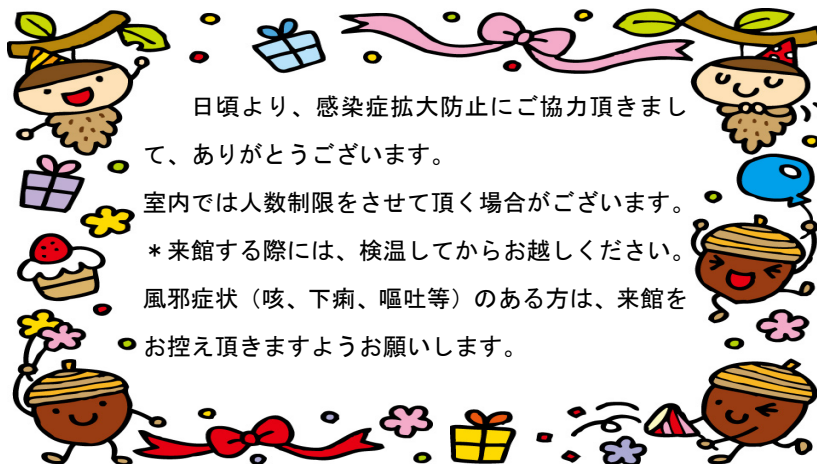 日頃より、感染症拡大防止にご協力頂きまし
て、ありがとうございます。
室内では人数制限をさせて頂く場合がございます。
＊来館する際には、検温してからお越しください。
風邪症状（咳、下痢、嘔吐等）のある方は、来館を
お控え頂きますようお願いします。